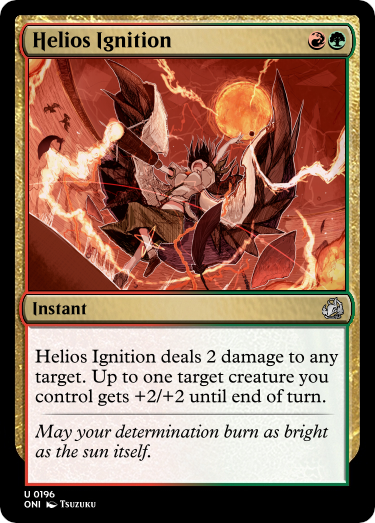 Helios Ignition
Instant
Helios Ignition deals 2 damage to any
target. Up to one target creature you
control gets +2/+2 until end of turn.
May your determination burn as bright
as the sun itself.
U 0196
ONI Tsuzuku